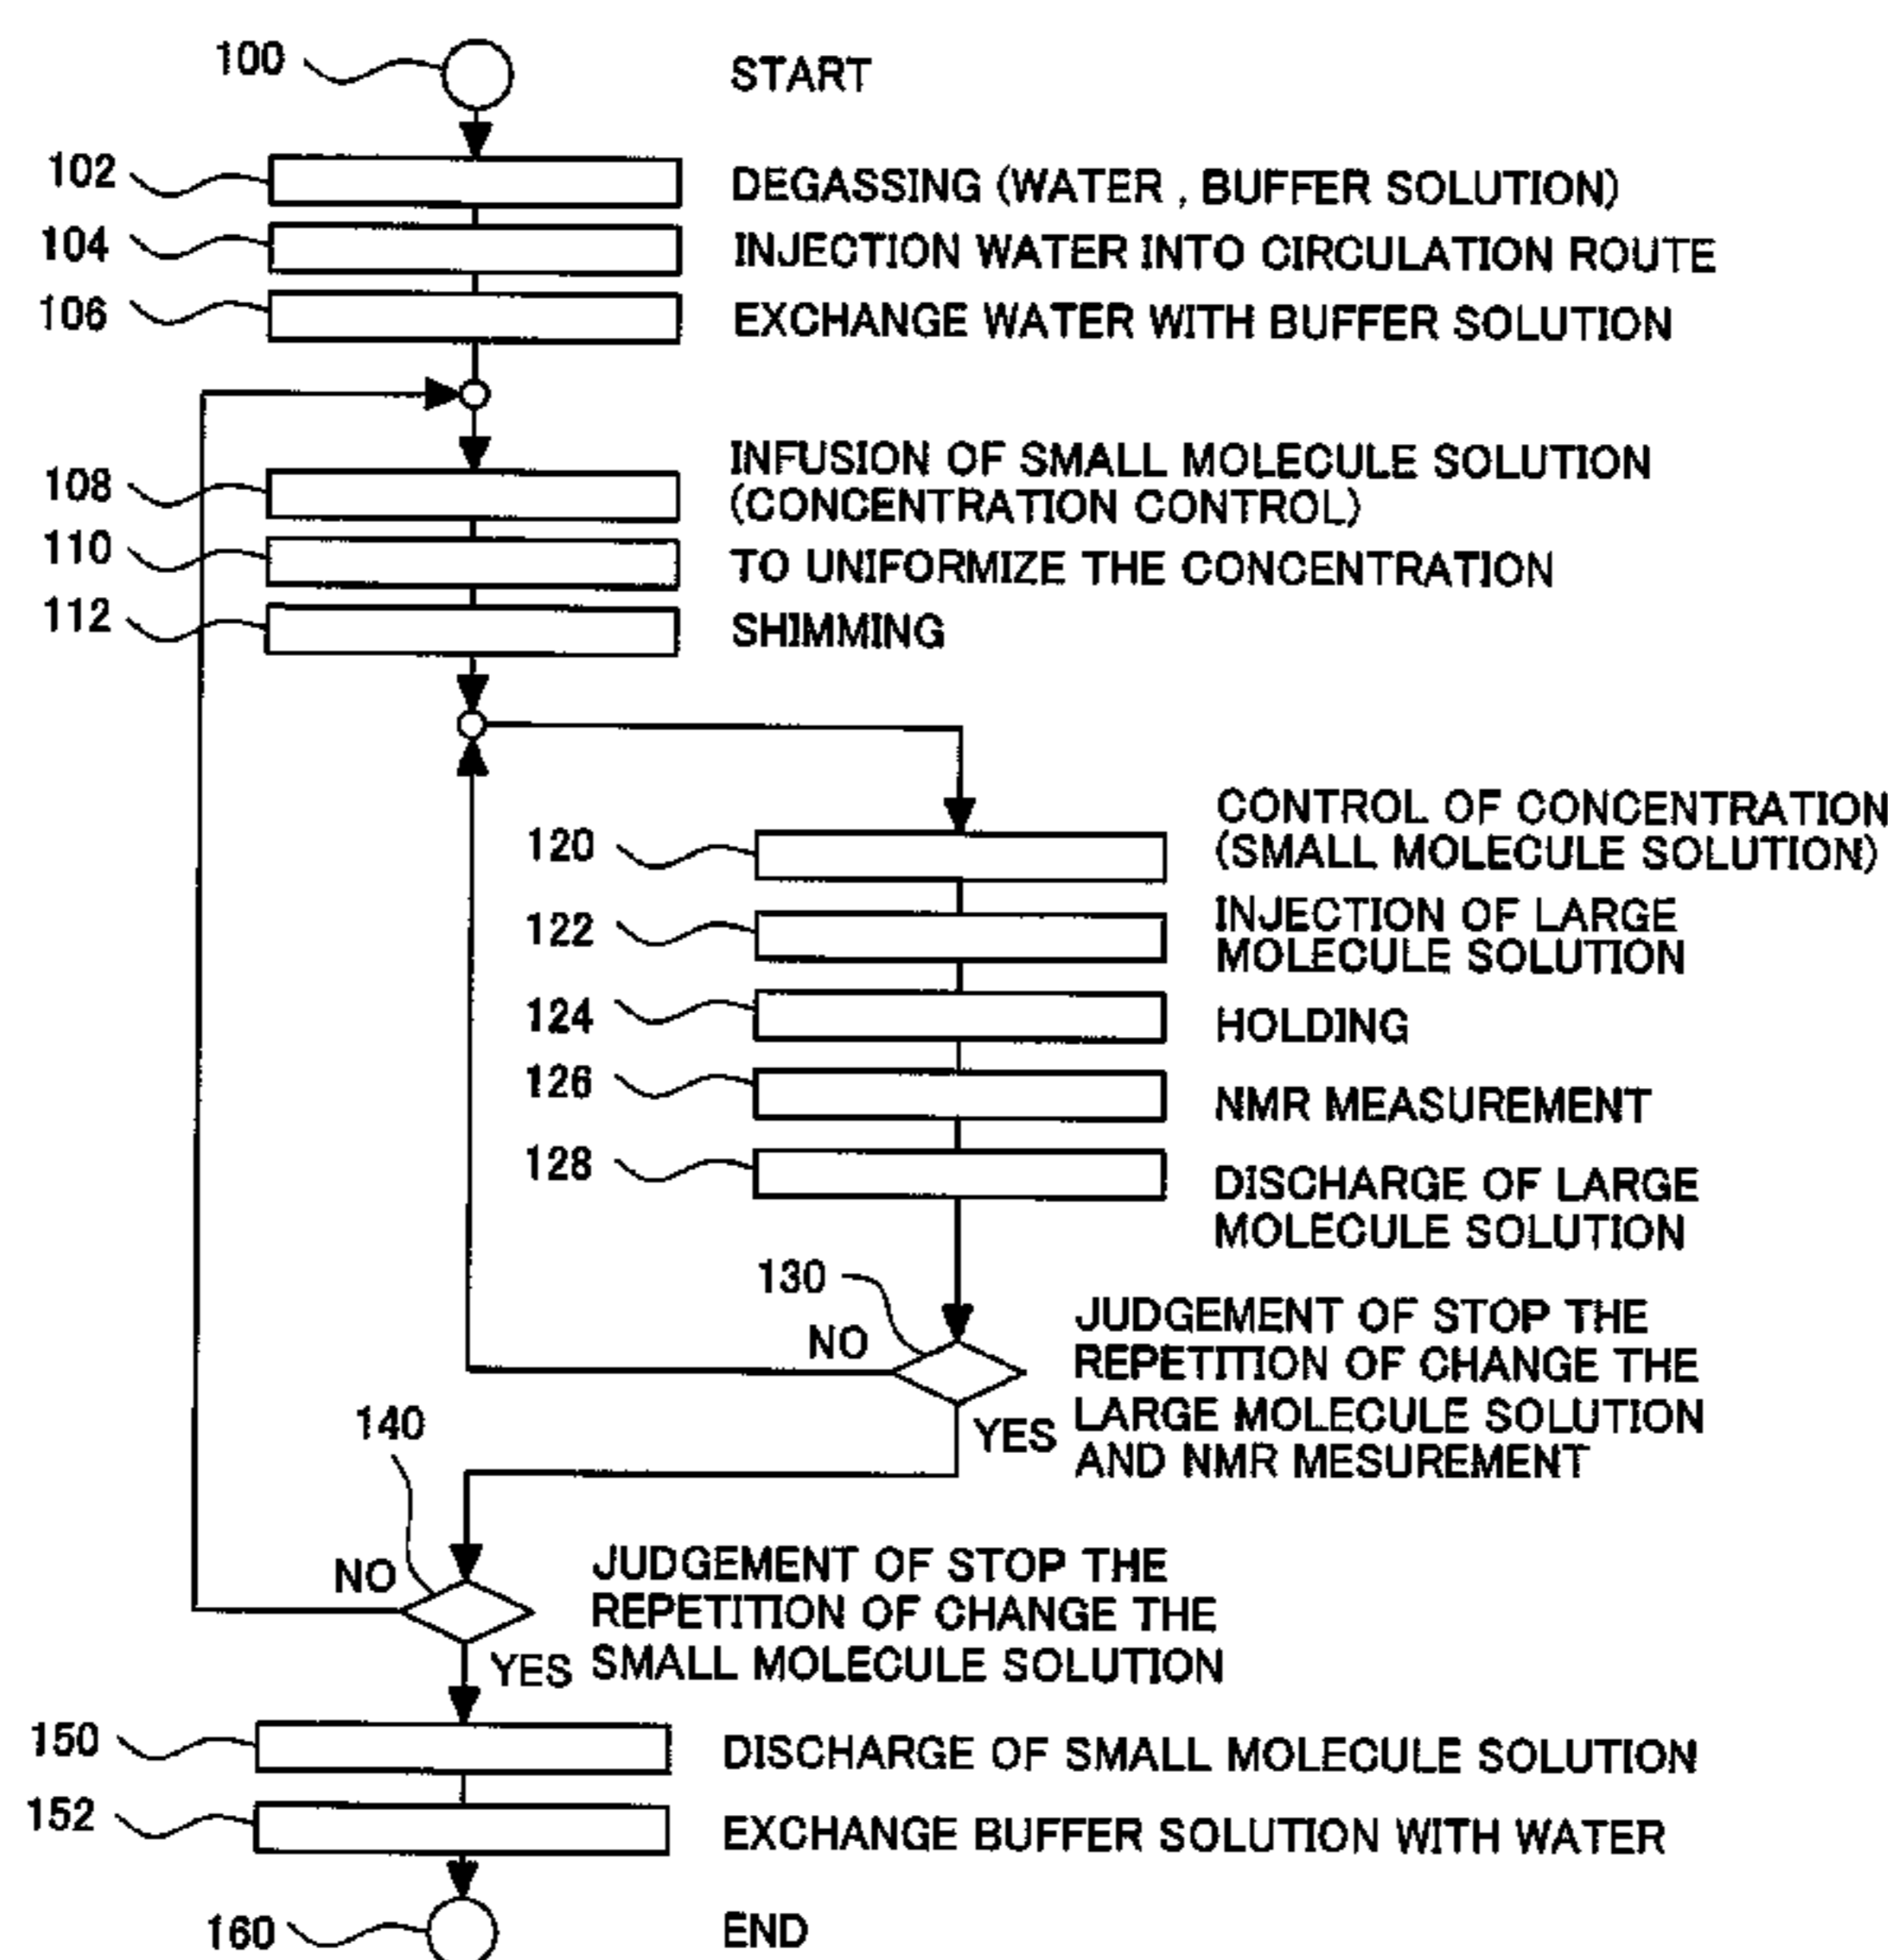 100
START
102
DEGASSING (WATER , BUFFER SOLUTION)
104
INJECTION WATER INTO CIRCULATION ROUTE
106
EXCHANGE WATER WITH BUFFER SOLUTION
108
INFUSION OF SMALL MOLECULE SOLUTION
(CONCENTRATION CONTROL)
110
TO UNIFORMIZE THE CONCENTRATION
112
SHIMMING
120
CONTROL OF CONCENTRATION
(SMALL MOLECULE SOLUTION)
122
INJECTION OF LARGE
MOLECULE SOLUTION
124
HOLDING
126
NMR MEASUREMENT
128
DISCHARGE OF LARGE
MOLECULE SOLUTION
130
NO
YES
JUDGEMENT OF STOP THE
REPETITION OF CHANGE THE
LARGE MOLECULE SOLUTION
AND NMR MESUREMENT
140
NO
YES
JUDGEMENT OF STOP THE
REPETITION OF CHANGE THE
SMALL MOLECULE SOLUTION
150
DISCHARGE OF SMALL MOLECULE SOLUTION
152
EXCHANGE BUFFER SOLUTION WITH WATER
160
END